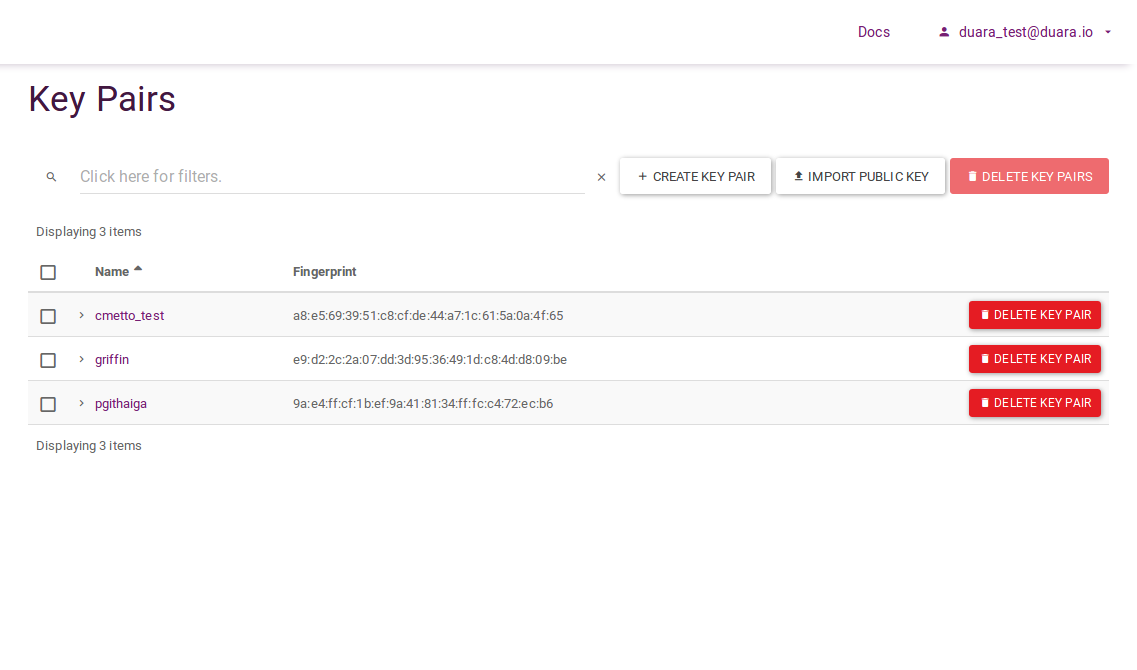 Docs duara_test@duara.io
Key Pairs
Click here for filters. × + CREATE KEY PAIR IMPORT PUBLIC KEY DELETE KEY PAIRS
Displaying 3 items
Name Fingerprint
cmetto_test a8:e5:69:39:51:c8:cf:de:44:a7:1c:61:5a:0a:4f:65 DELETE KEY PAIR
griffin e9:d2:2c:2a:07:dd:3d:95:36:49:1d:c8:4d:d8:09:be DELETE KEY PAIR
pgithaiga 9a:e4:ff:cf:1b:ef:9a:41:81:34:ff:fc:c4:72:ec:b6 DELETE KEY PAIR
Displaying 3 items